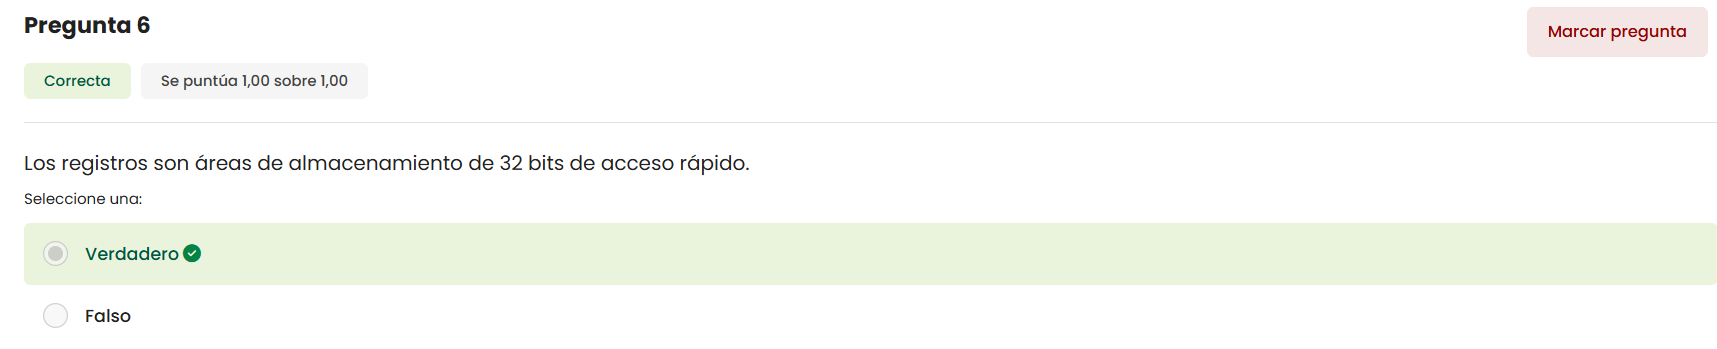 Pregunta 6
Marcar pregunta
Correcta
Se puntúa 1,00 sobre 1,00
Los registros son áreas de almacenamiento de 32 bits de acceso rápido.
Seleccione una:
Verdadero
Falso